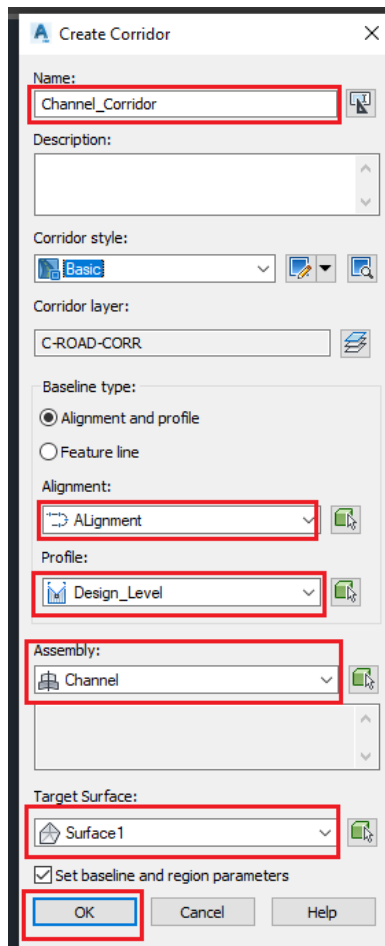 Create Corridor
Name:
Channel_Corridor
Description:
Corridor style:
Basic
Corridor layer:
C-ROAD-CORR
Baseline type:
Alignment and profile
Feature line
Alignment:
ALignment
Profile:
Design_Level
Assembly:
Channel
Target Surface:
Surface1
Set baseline and region parameters
OK Cancel Help